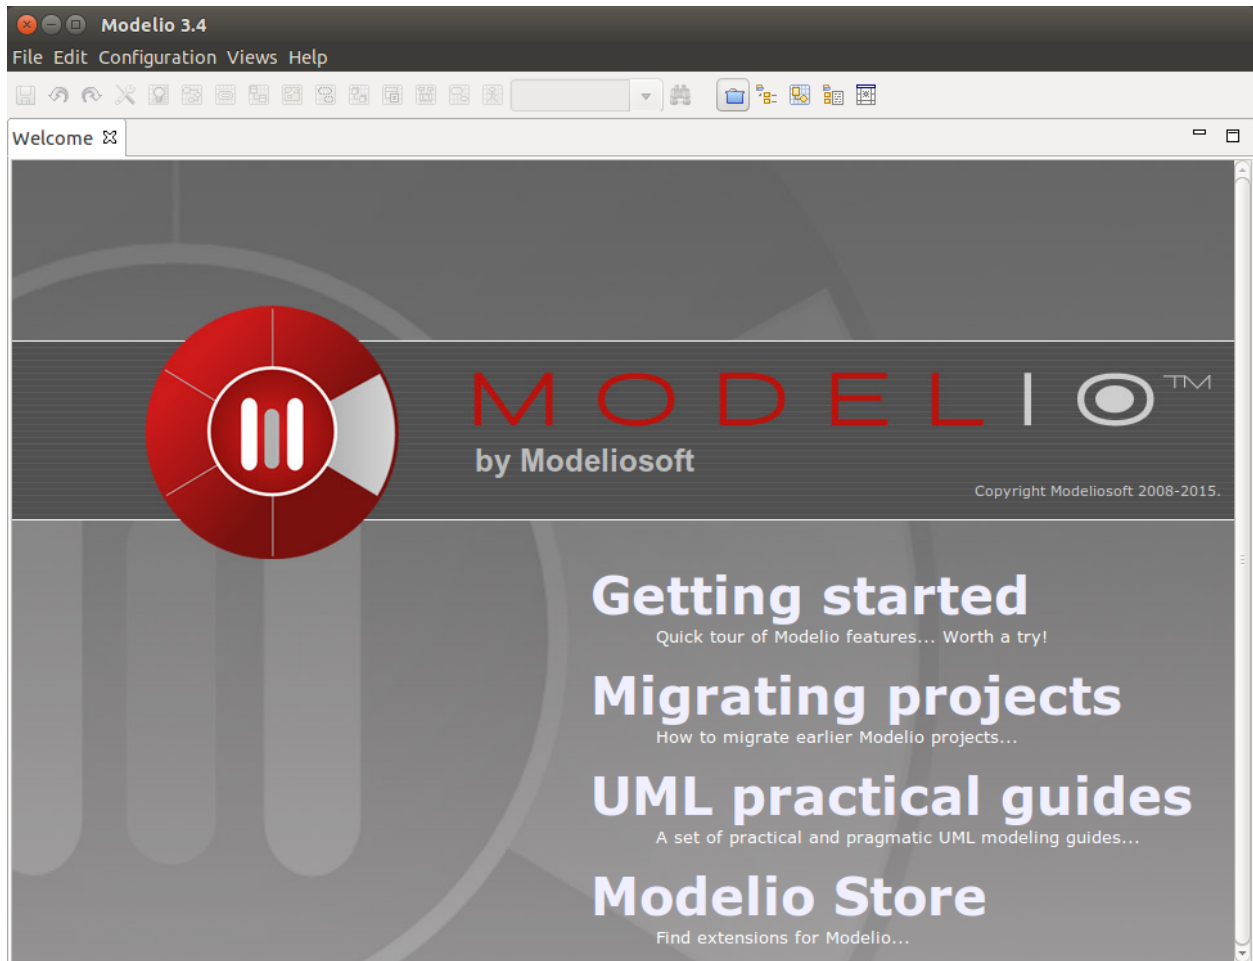 Modelio 3.4
File Edit Configuration Views Help
Welcome
MODELIO™
by Modeliosoft
Copyright Modeliosoft 2008-2015.
Getting started
Quick tour of Modelio features... Worth a try!
Migrating projects
How to migrate earlier Modelio projects...
UML practical guides
A set of practical and pragmatic UML modeling guides...
Modelio Store
Find extensions for Modelio...